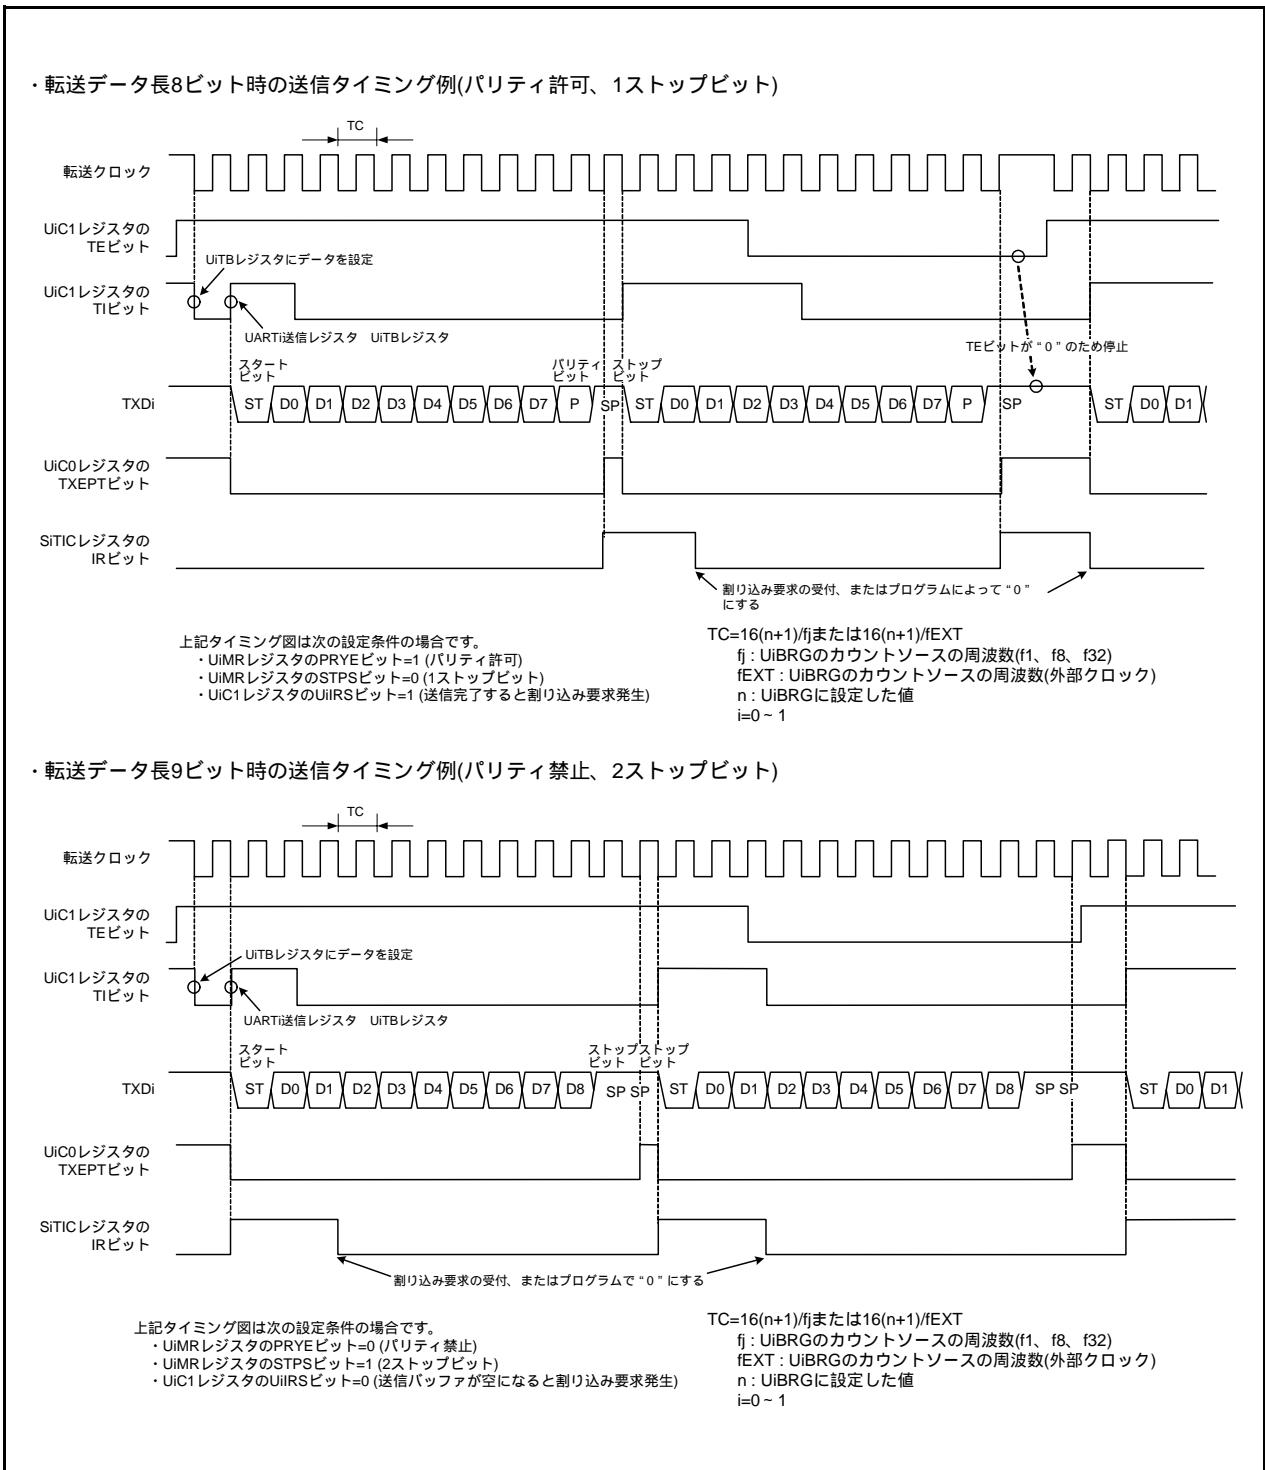 ・転送データ長8ビット時の送信タイミング例(パリティ許可、1ストップビット)
TC
転送クロック
UiC1レジスタの
TEビット
UiTBレジスタにデータを設定
UiC1レジスタの
TIビット
UARTi送信レジスタ　UiTBレジスタ
TEビットが“0”のため停止
スタート
ビット
パリティ
ビット
ストップ
ビット
TXDi
ST D0 D1 D2 D3 D4 D5 D6 D7 P SP ST D0 D1 D2 D3 D4 D5 D6 D7 P SP ST D0 D1
UiC0レジスタの
TXEPTビット
SiTICレジスタの
IRビット
割り込み要求の受付、またはプログラムによって“0”
にする
上記タイミング図は次の設定条件の場合です。
・UiMRレジスタのPRYEビット=1 (パリティ許可)
・UiMRレジスタのSTPSビット=0 (1ストップビット)
・UiC1レジスタのUiIRSビット=1 (送信完了すると割り込み要求発生)
TC=16(n+1)/fjまたは16(n+1)/fEXT
fj : UiBRGのカウントソースの周波数(f1、f8、f32)
fEXT : UiBRGのカウントソースの周波数(外部クロック)
n : UiBRGに設定した値
i=0 ~ 1
・転送データ長9ビット時の送信タイミング例(パリティ禁止、2ストップビット)
TC
転送クロック
UiC1レジスタの
TEビット
UiTBレジスタにデータを設定
UiC1レジスタの
TIビット
UARTi送信レジスタ　UiTBレジスタ
スタート
ビット
ストップ
ビット
ストップ
ビット
TXDi
ST D0 D1 D2 D3 D4 D5 D6 D7 D8 SP SP ST D0 D1 D2 D3 D4 D5 D6 D7 D8 SP SP ST D0 D1
UiC0レジスタの
TXEPTビット
SiTICレジスタの
IRビット
割り込み要求の受付、またはプログラムで“0”にする
上記タイミング図は次の設定条件の場合です。
・UiMRレジスタのPRYEビット=0 (パリティ禁止)
・UiMRレジスタのSTPSビット=1 (2ストップビット)
・UiC1レジスタのUiIRSビット=0 (送信バッファが空になると割り込み要求発生)
TC=16(n+1)/fjまたは16(n+1)/fEXT
fj : UiBRGのカウントソースの周波数(f1、f8、f32)
fEXT : UiBRGのカウントソースの周波数(外部クロック)
n : UiBRGに設定した値
i=0 ~ 1